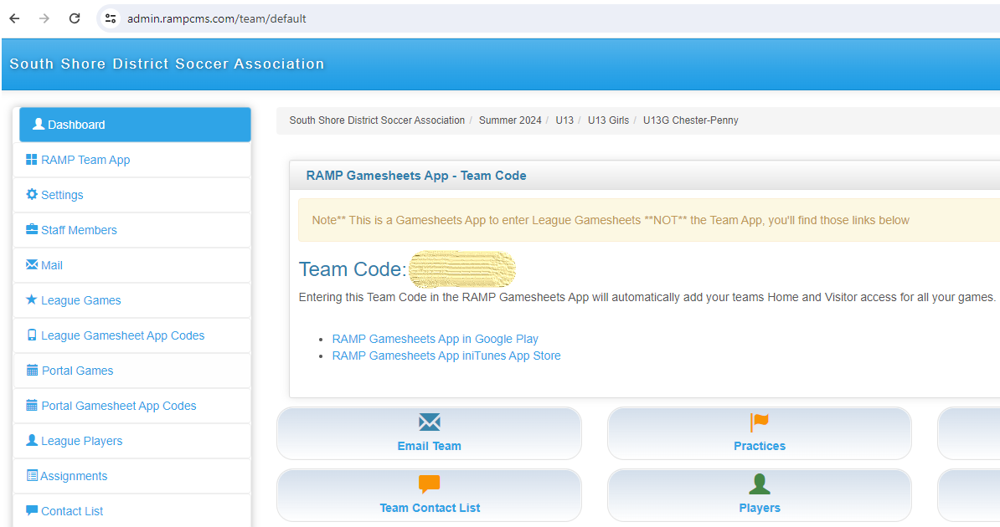 admin.rampcms.com/team/default
South Shore District Soccer Association
Dashboard
RAMP Team App
Settings
Staff Members
Mail
League Games
League Gamesheet App Codes
Portal Games
Portal Gamesheet App Codes
League Players
Assignments
Contact List
South Shore District Soccer Association / Summer 2024 / U13 / U13 Girls / U13G Chester-Penny
RAMP Gamesheets App - Team Code
Note** This is a Gamesheets App to enter League Gamesheets **NOT** the Team App, you'll find those links below
Team Code:
Entering this Team Code in the RAMP Gamesheets App will automatically add your teams Home and Visitor access for all your games.
RAMP Gamesheets App in Google Play
RAMP Gamesheets App iniTunes App Store
Email Team
Practices
Team Contact List
Players